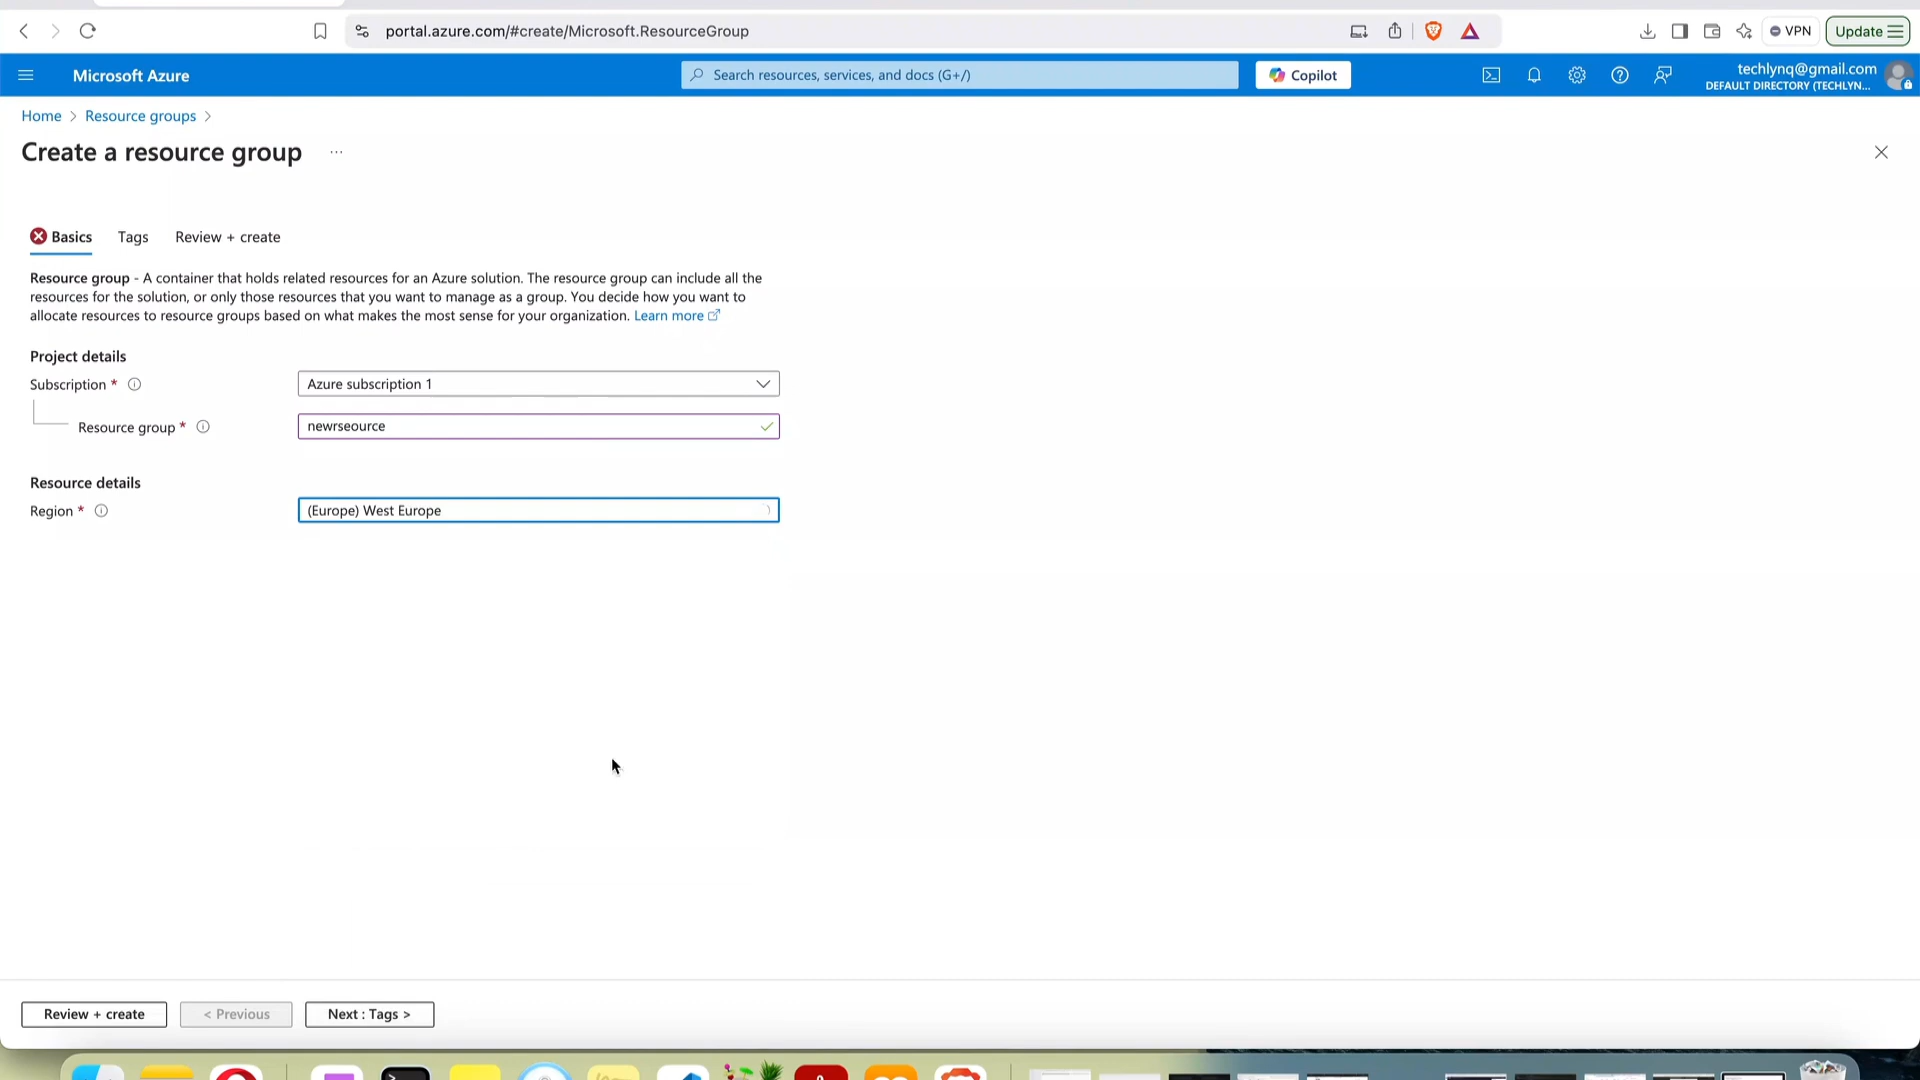 portal.azure.com/#create/Microsoft.ResourceGroup
VPN
Update
Microsoft Azure
Search resources, services, and docs (G+/)
Copilot
techlynq@gmail.com
DEFAULT DIRECTORY (TECHLYN...
Home > Resource groups >
Create a resource group ...
Basics
Tags
Review + create
Resource group - A container that holds related resources for an Azure solution. The resource group can include all the
resources for the solution, or only those resources that you want to manage as a group. You decide how you want to
allocate resources to resource groups based on what makes the most sense for your organization. Learn more
Project details
Subscription *
Azure subscription 1
Resource group *
newrseource
Resource details
Region *
(Europe) West Europe
Review + create
< Previous
Next : Tags >